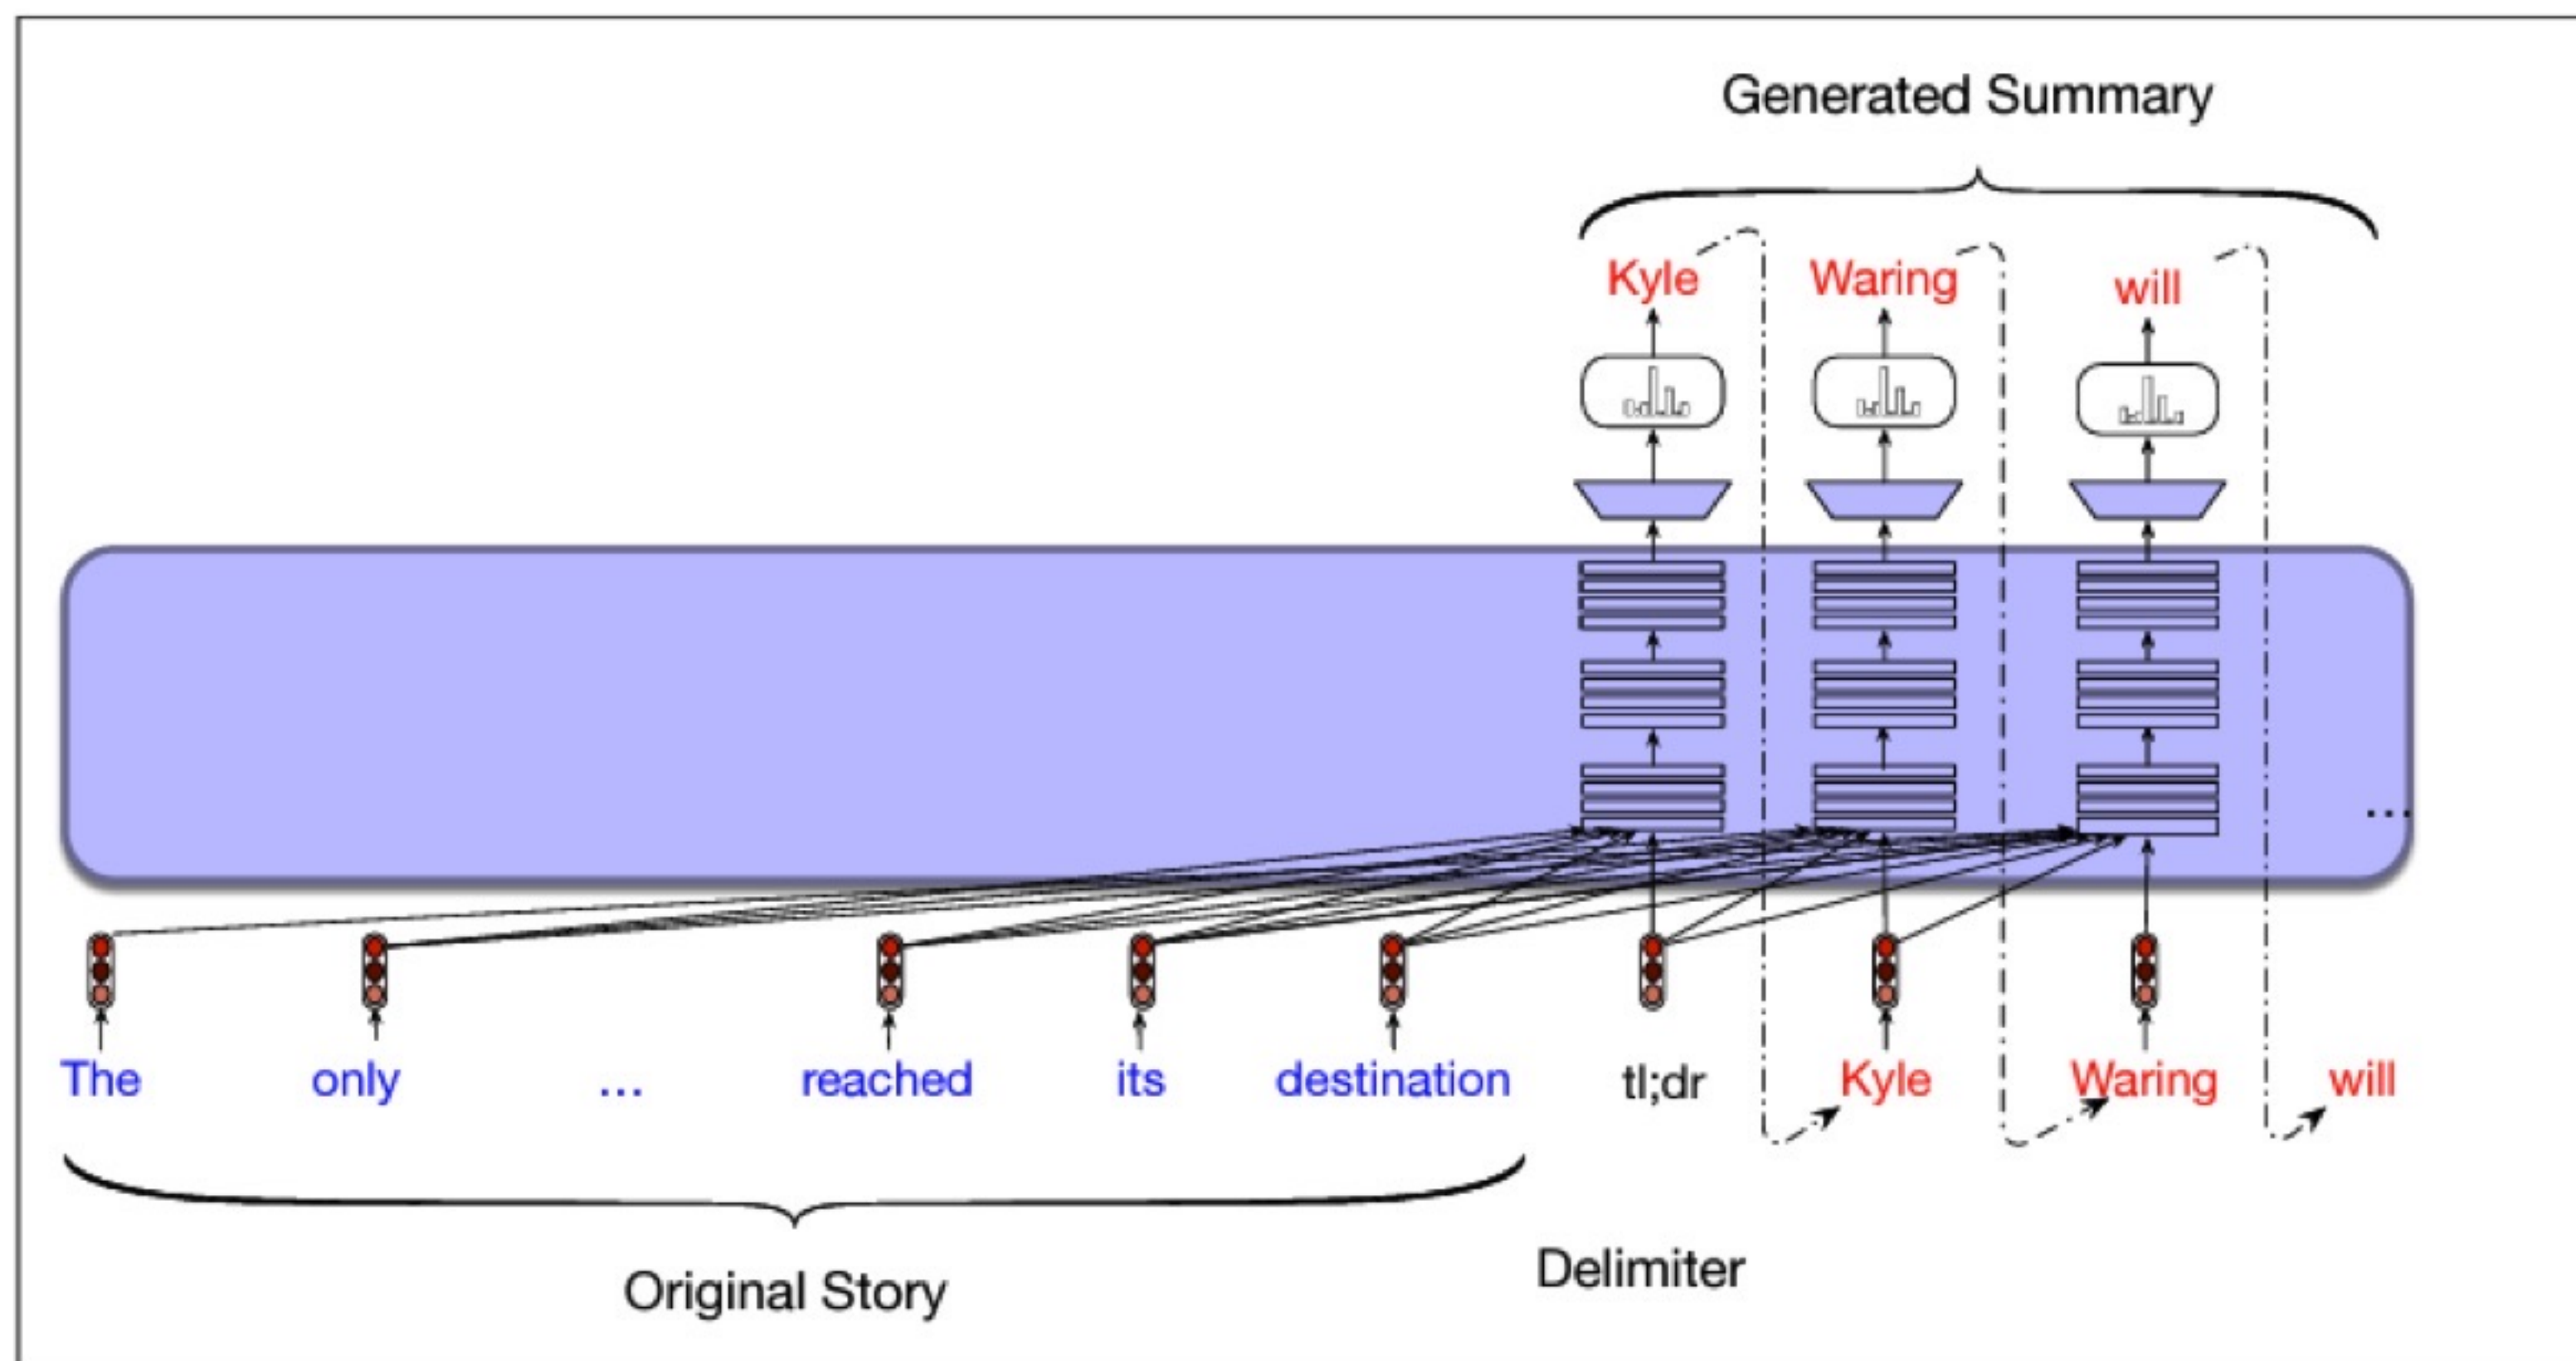 Generated Summary
Kyle Waring will
...
The only ... reached its destination tl;dr Kyle Waring will
Original Story
Delimiter